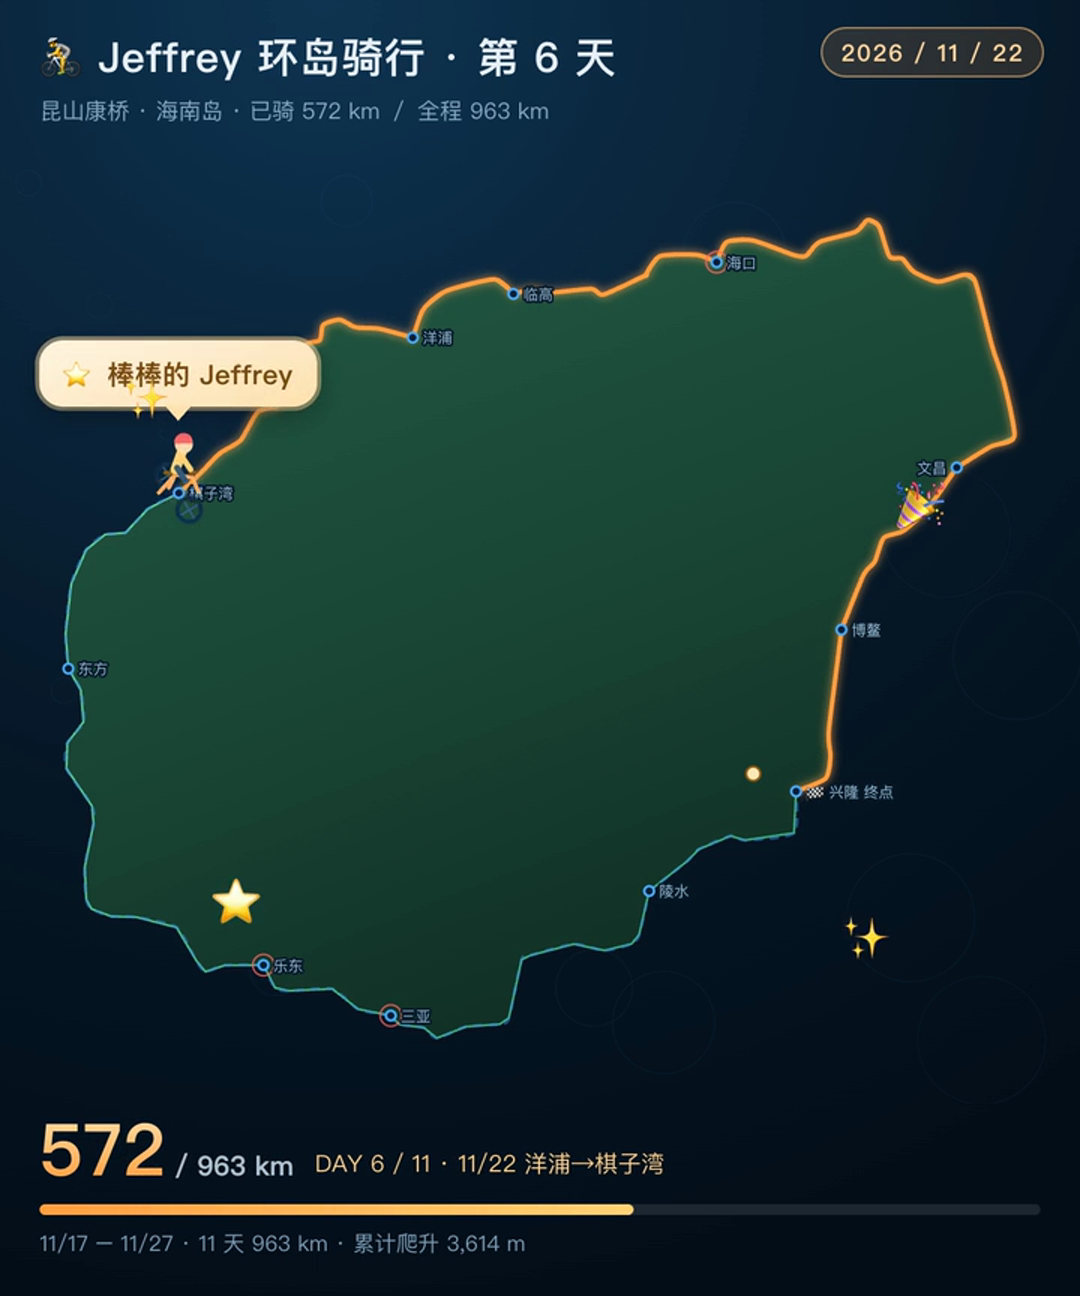 Jeffrey 环岛骑行 · 第 6 天
2026 / 11 / 22
昆山康桥 · 海南岛 · 已骑 572 km / 全程 963 km
海口
临高
洋浦
棒棒的 Jeffrey
文昌
棋子湾
博鳌
东方
兴隆 终点
陵水
乐东
三亚
572 / 963 km DAY 6 / 11 · 11/22 洋浦→棋子湾
11/17 — 11/27 · 11 天 963 km · 累计爬升 3,614 m